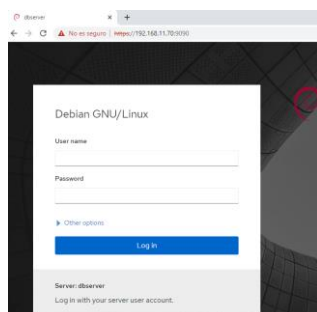 dbserver
No es seguro | https://192.168.11.70:9090
Debian GNU/Linux
User name
Password
Other options
Log in
Server: dbserver
Log in with your server user account.